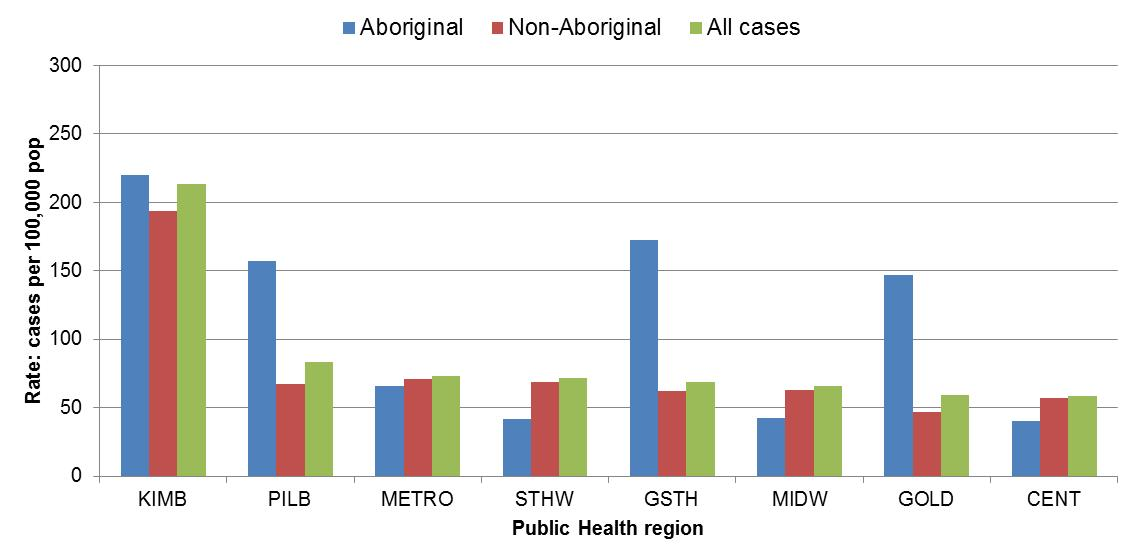 Aboriginal Non-Aboriginal All cases
Rate: cases per 100,000 pop
300
250
200
150
100
50
0
KIMB PILB METRO STHW GSTH MIDW GOLD CENT
Public Health region